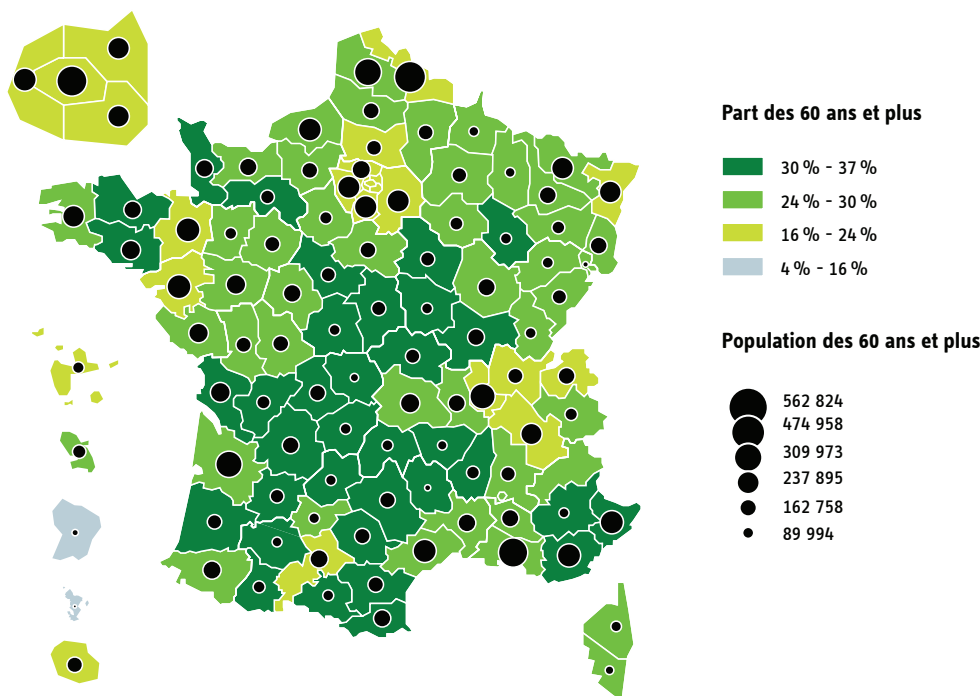 Part des 60 ans et plus
30 % - 37 %
24 % - 30 %
16 % - 24 %
4 % - 16 %
Population des 60 ans et plus
562 824
474 958
309 973
237 895
162 758
89 994